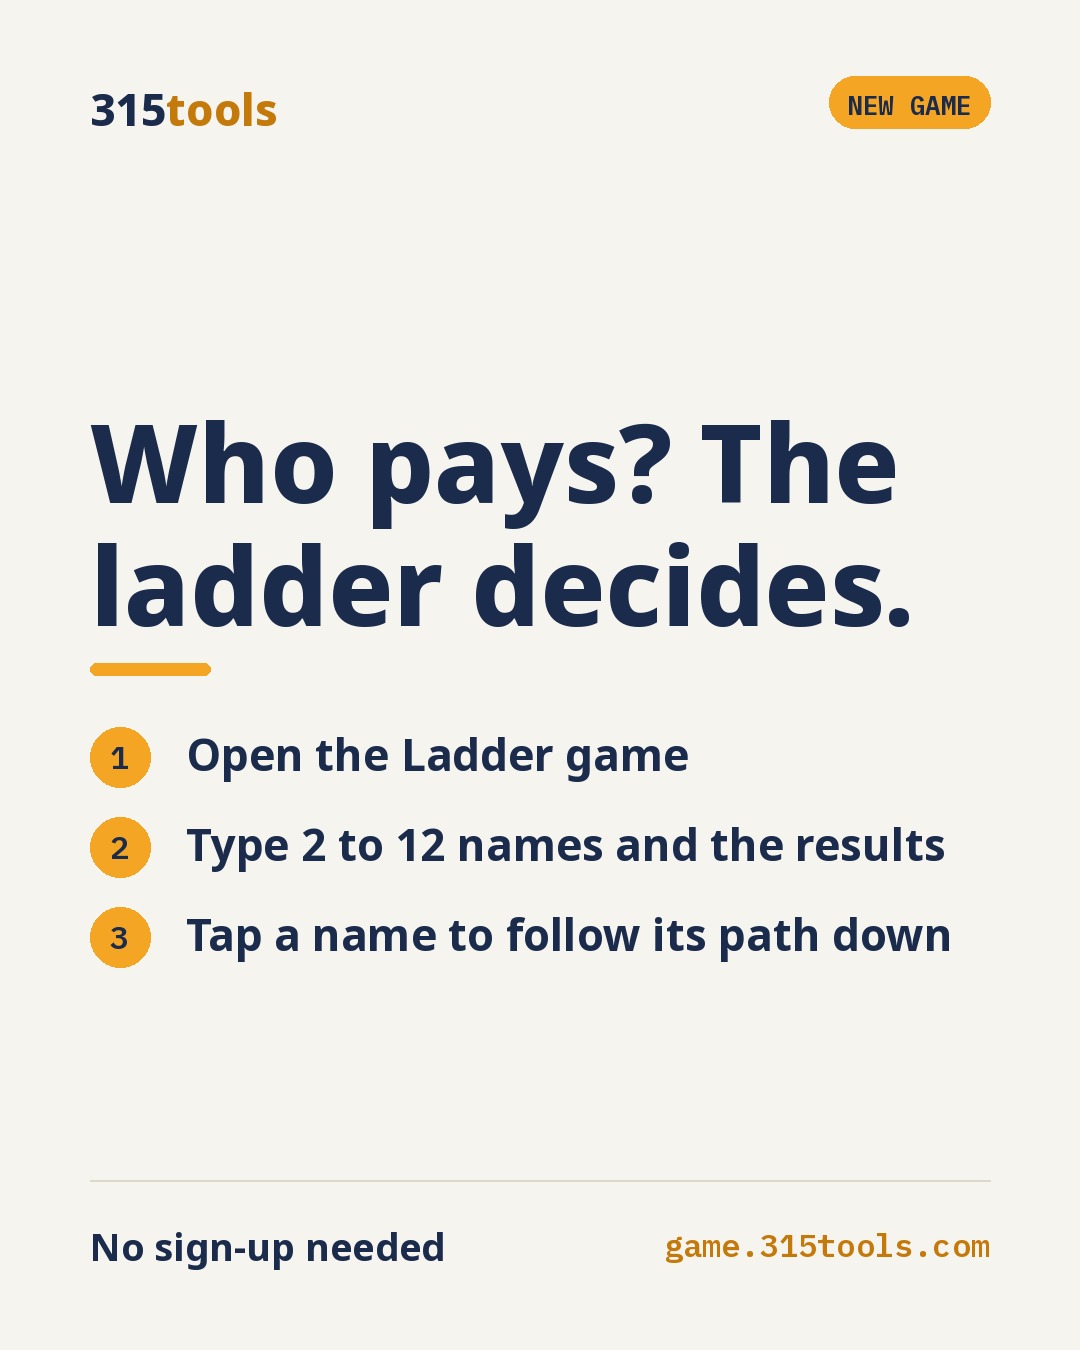 315tools
NEW GAME
Who pays? The
ladder decides.
1 Open the Ladder game
2 Type 2 to 12 names and the results
3 Tap a name to follow its path down
No sign-up needed
game.315tools.com